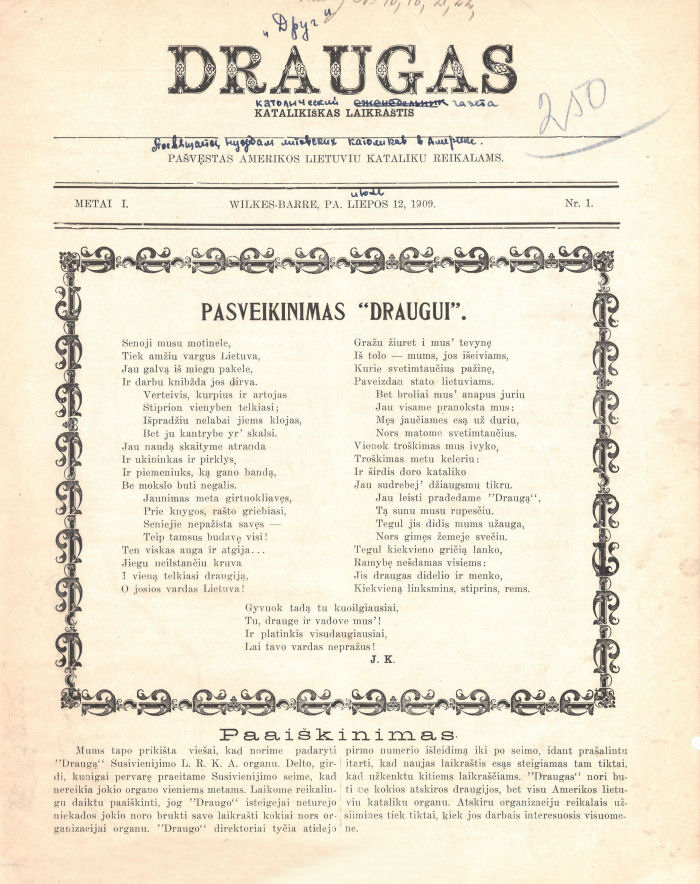 "Друг"
DRAUGAS
католический еженедельник газета
KATALIKIŠKAS LAIKRAŠTIS
250
нуждам литовских католиков в Америке.
PAŠVĘSTAS AMERIKOS LIETUVIU KATALIKU REIKALAMS.
июль
METAI I. WILKES-BARRE, PA. LIEPOS 12, 1909. Nr. 1.
PASVEIKINIMAS "DRAUGUI".
Senoji musu motinele,
Tiek amžiu vargus Lietuva,
Jau galvą iš miegu pakele,
Ir darbu knibžda jos dirva.
Verteivis, kurpius ir artojas
Stiprion vienyben telkiasi;
Išpradžiu nelabai jiems klojas,
Bet ju kantrybe yr' skalsi.
Jau naudą skaityme atranda
Ir ukininkas ir pirklys,
Ir piemeniuks, ką gano bandą,
Be mokslo buti negalis.
Jaunimas meta girtuokliavęs,
Prie knygos, rašto griebiasi,
Seniejie nepažista savęs —
Teip tamsus budavę visi!
Ten viskas auga ir atgija...
Jiegu neilstančiu kruva
I vieną telkiasi draugiją,
O josios vardas Lietuva!
Gražu žiuret i mus' tevynę
Iš tolo — mums, jos išeiviams,
Kurie svetimtaučius pažinę,
Paveizdan stato lietuviams.
Bet broliai mus' anapus juriu
Jau visame pranoksta mus:
Męs jaučiames esą už duriu,
Nors matome svetimtaučius.
Vienok troškimas mus ivyko,
Troškimas metu keleriu:
Ir širdis doro kataliko
Jau sudrebej' džiaugsmu tikru.
Jau leisti pradedame "Draugą",
Tą sunu musu rupesčiu.
Tegul jis didis mums užauga,
Nors gimęs žemeje svečiu.
Tegul kiekvieno gričią lanko,
Ramybę nešdamas visiems:
Jis draugas didelio ir menko,
Kiekvieną linksmins, stiprins, rems.
Gyvuok tadą tu kuoilgiausiai,
Tu, drauge ir vadove mus'!
Ir platinkis visudaugiausiai,
Lai tavo vardas nepražus!
J. K.
Paaiškinimas
Mums tapo prikišta viešai, kad norime padaryti
"Draugą" Susivienijimo L. R. K. A. organu. Delto, gir-
di, kunigai pervarę praeitame Susivienijimo seime, kad
nereikia jokio organo vieniems metams. Laikome reikalin-
gu daiktu paaiškinti, jog "Draugo" isteigejai neturejo
niekados jokio noro brukti savo laikrašti kokiai nors or-
ganizacijai organu. "Draugo" direktoriai tyčia atidejo
pirmo numerio išleidimą iki po seimo, idant prašalintu
itarti, kad naujas laikraštis esąs steigiamas tam tiktai,
kad užkenktu kitiems laikraščiams. "Draugas" nori bu-
ti ne kokios atskiros draugijos, bet visu Amerikos lietu-
viu kataliku organu. Atskiru organizaciju reikalais už-
siimines tiek tiktai, kiek jos darbais interesuosis visuome-
ne.